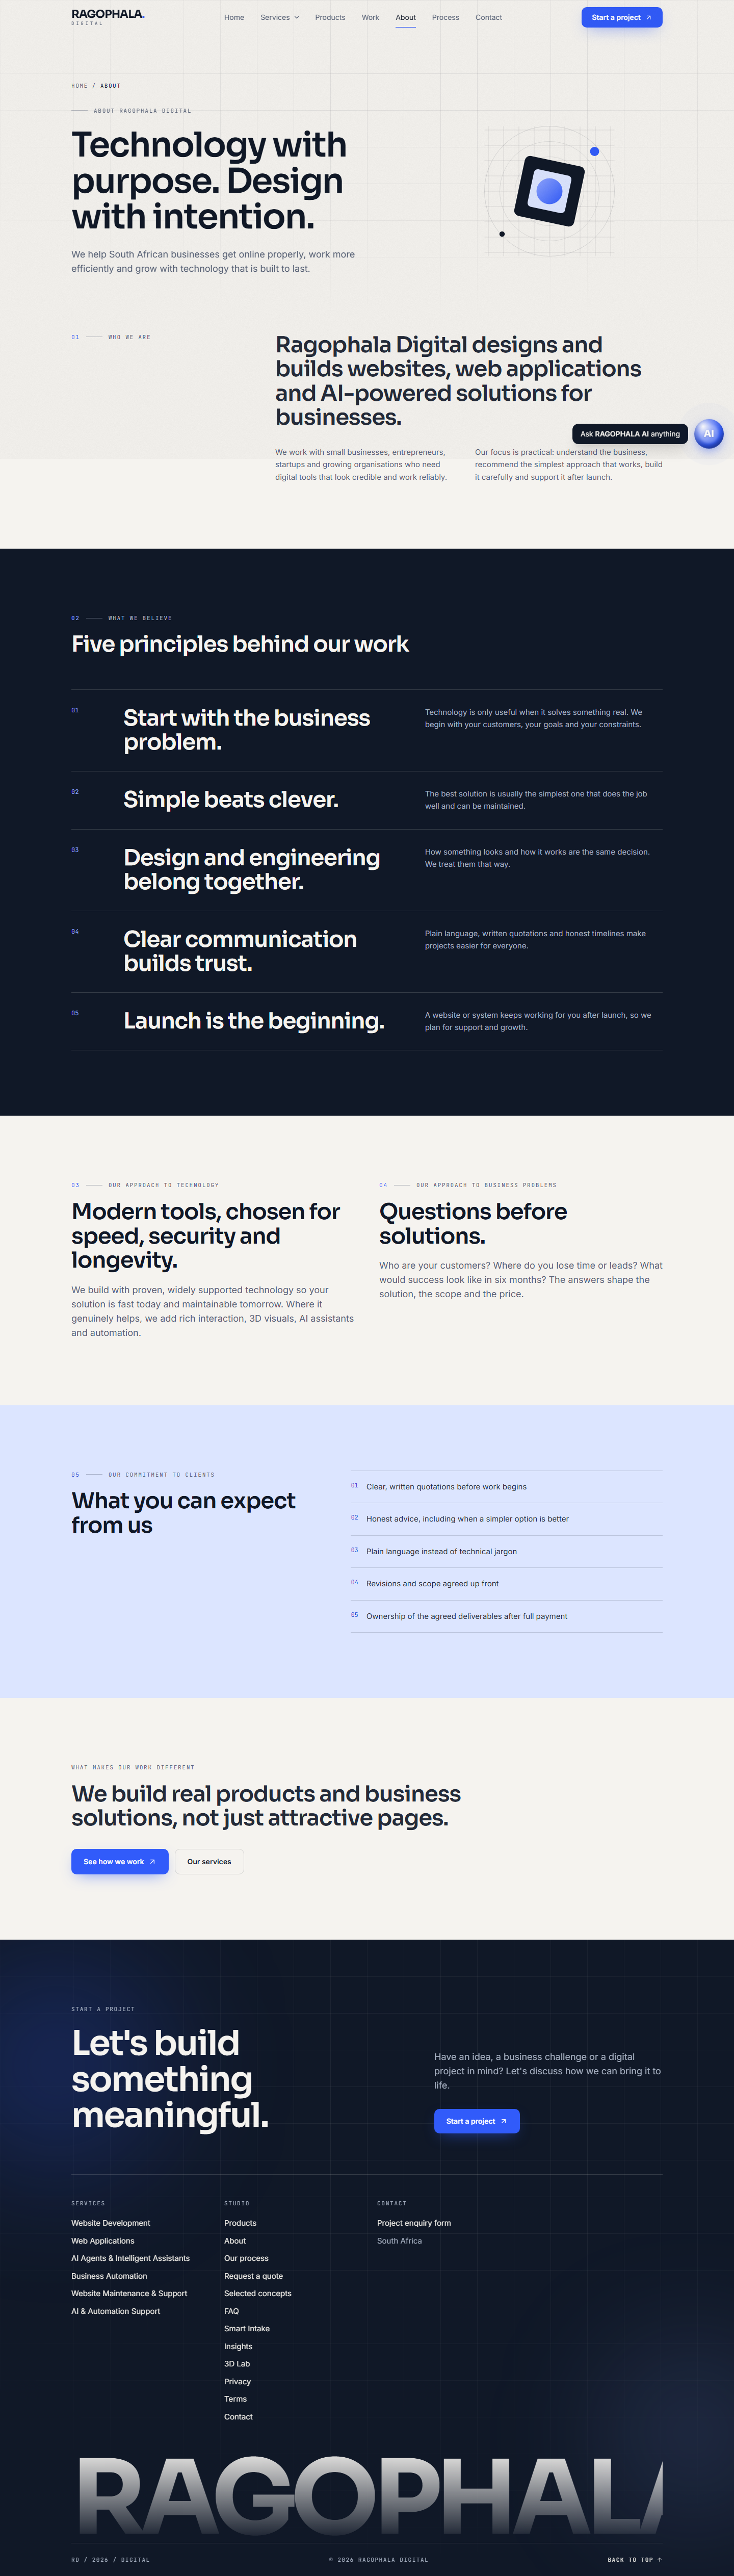 RAGOPHALA.
DIGITAL
Home
Services
Products
Work
About
Process
Contact
Start a project
HOME / ABOUT
ABOUT RAGOPHALA DIGITAL
Technology with
purpose. Design
with intention.
We help South African businesses get online properly, work more
efficiently and grow with technology that is built to last.
01
WHO WE ARE
Ragophala Digital designs and
builds websites, web applications
and AI-powered solutions for
businesses.
Ask RAGOPHALA AI anything
AI
We work with small businesses, entrepreneurs,
startups and growing organisations who need
digital tools that look credible and work reliably.
Our focus is practical: understand the business,
recommend the simplest approach that works, build
it carefully and support it after launch.
02
WHAT WE BELIEVE
Five principles behind our work
01
Start with the business
problem.
Technology is only useful when it solves something real. We
begin with your customers, your goals and your constraints.
02
Simple beats clever.
The best solution is usually the simplest one that does the job
well and can be maintained.
03
Design and engineering
belong together.
How something looks and how it works are the same decision.
We treat them that way.
04
Clear communication
builds trust.
Plain language, written quotations and honest timelines make
projects easier for everyone.
05
Launch is the beginning.
A website or system keeps working for you after launch, so we
plan for support and growth.
03
OUR APPROACH TO TECHNOLOGY
Modern tools, chosen for
speed, security and
longevity.
We build with proven, widely supported technology so your
solution is fast today and maintainable tomorrow. Where it
genuinely helps, we add rich interaction, 3D visuals, AI assistants
and automation.
04
OUR APPROACH TO BUSINESS PROBLEMS
Questions before
solutions.
Who are your customers? Where do you lose time or leads? What
would success look like in six months? The answers shape the
solution, the scope and the price.
05
OUR COMMITMENT TO CLIENTS
What you can expect
from us
01 Clear, written quotations before work begins
02 Honest advice, including when a simpler option is better
03 Plain language instead of technical jargon
04 Revisions and scope agreed up front
05 Ownership of the agreed deliverables after full payment
WHAT MAKES OUR WORK DIFFERENT
We build real products and business
solutions, not just attractive pages.
See how we work
Our services
START A PROJECT
Let's build
something
meaningful.
Have an idea, a business challenge or a digital
project in mind? Let's discuss how we can bring it to
life.
Start a project
SERVICES
Website Development
Web Applications
AI Agents & Intelligent Assistants
Business Automation
Website Maintenance & Support
AI & Automation Support
STUDIO
Products
About
Our process
Request a quote
Selected concepts
FAQ
Smart Intake
Insights
3D Lab
Privacy
Terms
Contact
CONTACT
Project enquiry form
South Africa
RAGOPHALA
RD / 2026 / DIGITAL
© 2026 RAGOPHALA DIGITAL
BACK TO TOP ↑